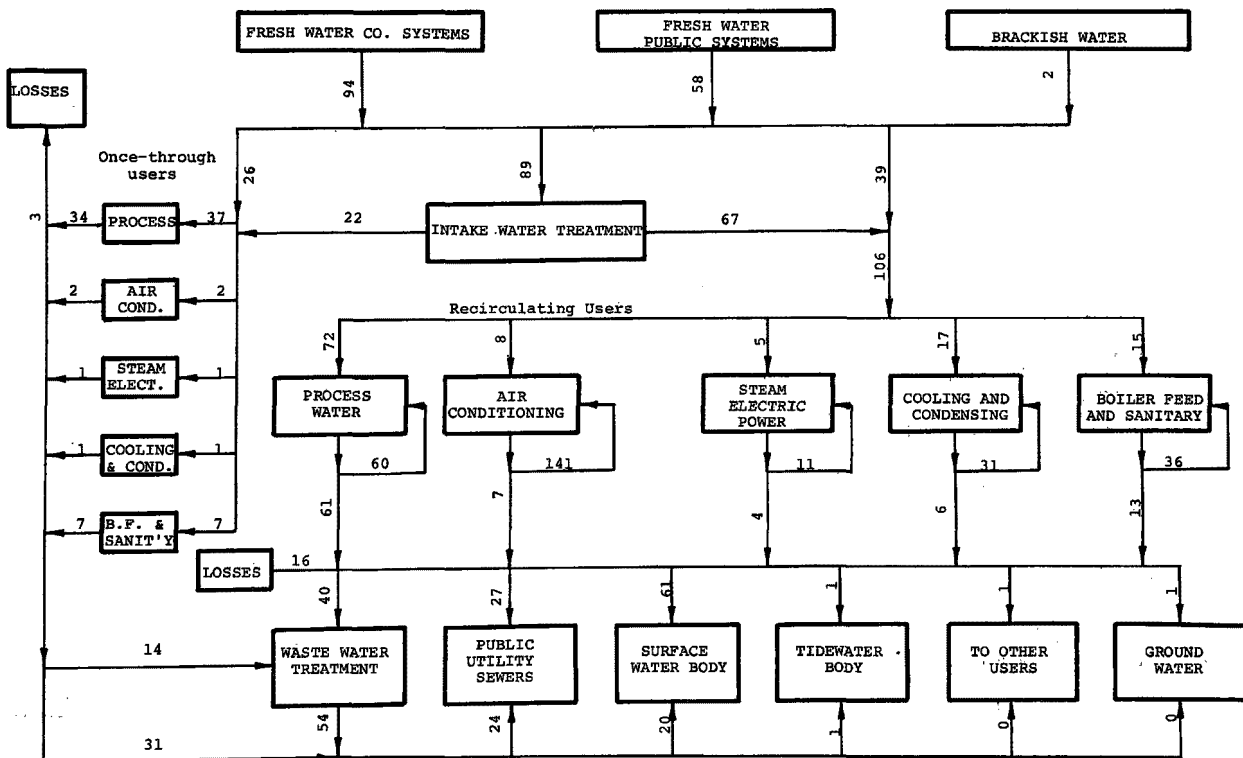 FRESH WATER CO. SYSTEMS
FRESH WATER
PUBLIC SYSTEMS
BRACKISH WATER
LOSSES
94
58
2
Once-through
users
26
89
39
3
34
PROCESS
37
22
INTAKE WATER TREATMENT
67
106
2
AIR
COND.
2
Recirculating Users
72
8
5
17
15
1
STEAM
ELECT.
1
PROCESS
WATER
AIR
CONDITIONING
STEAM
ELECTRIC
POWER
COOLING AND
CONDENSING
BOILER FEED
AND SANITARY
1
COOLING
& COND.
1
60
141
11
31
36
7
B.F. &
SANIT'Y
7
61
7
4
6
13
LOSSES
16
40
27
61
1
1
1
14
WASTE WATER
TREATMENT
PUBLIC
UTILITY
SEWERS
SURFACE
WATER BODY
TIDEWATER
BODY
TO OTHER
USERS
GROUND
WATER
54
24
20
1
0
0
31